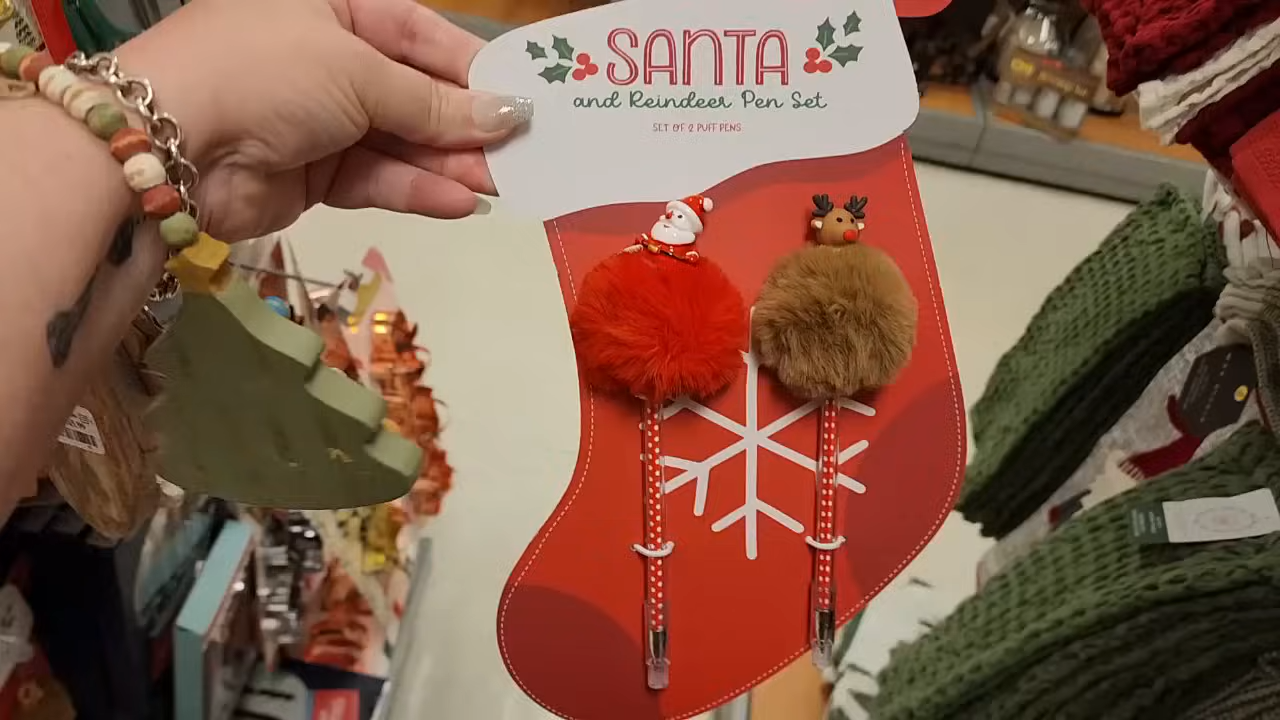 SANTA
and Reindeer Pen Set
SET OF 2 PUFF PENS